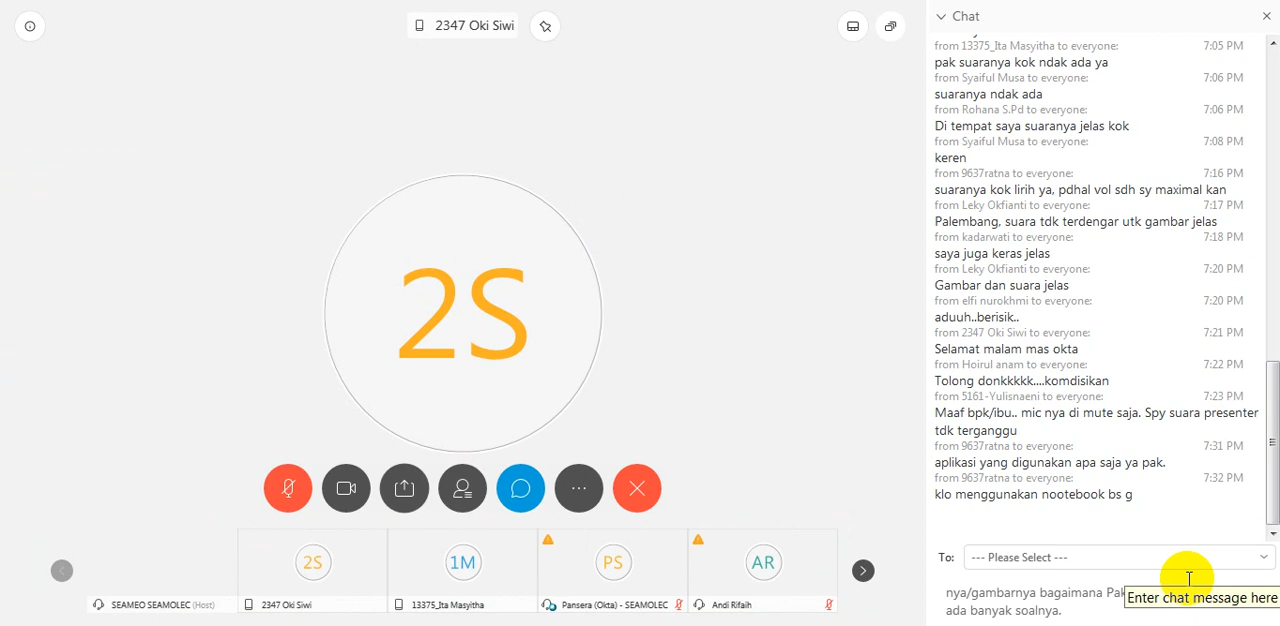 2347 Oki Siwi
Chat
from 13375_Ita Masyitha to everyone: 7:05 PM
pak suaranya kok ndak ada ya
from Syaiful Musa to everyone: 7:06 PM
suaranya ndak ada
from Rohana S.Pd to everyone: 7:06 PM
Di tempat saya suaranya jelas kok
from Syaiful Musa to everyone: 7:08 PM
keren
from 9637ratna to everyone: 7:16 PM
suaranya kok lirih ya, pdhal vol sdh sy maximal kan
from Leky Okfianti to everyone: 7:17 PM
Palembang, suara tdk terdengar utk gambar jelas
from kadarwati to everyone: 7:18 PM
saya juga keras jelas
from Leky Okfianti to everyone: 7:20 PM
Gambar dan suara jelas
from elfi nurokhmi to everyone: 7:20 PM
aduuh..berisik..
from 2347 Oki Siwi to everyone: 7:21 PM
Selamat malam mas okta
from Hoirul anam to everyone: 7:22 PM
Tolong donkkkkk....komdisikan
from 5161-Yulisnaeni to everyone: 7:23 PM
Maaf bpk/ibu.. mic nya di mute saja. Spy suara presenter
tdk terganggu
from 9637ratna to everyone: 7:31 PM
aplikasi yang digunakan apa saja ya pak.
from 9637ratna to everyone: 7:32 PM
klo menggunakan nootebook bs g
To: --- Please Select ---
nya/gambarnya bagaimana Pak
Enter chat message here
ada banyak soalnya.
2S
2S
1M
PS
AR
SEAMEO SEAMOLEC (Host)
2347 Oki Siwi
13375_Ita Masyitha
Pansera (Okta) - SEAMOLEC
Andi Rifaih